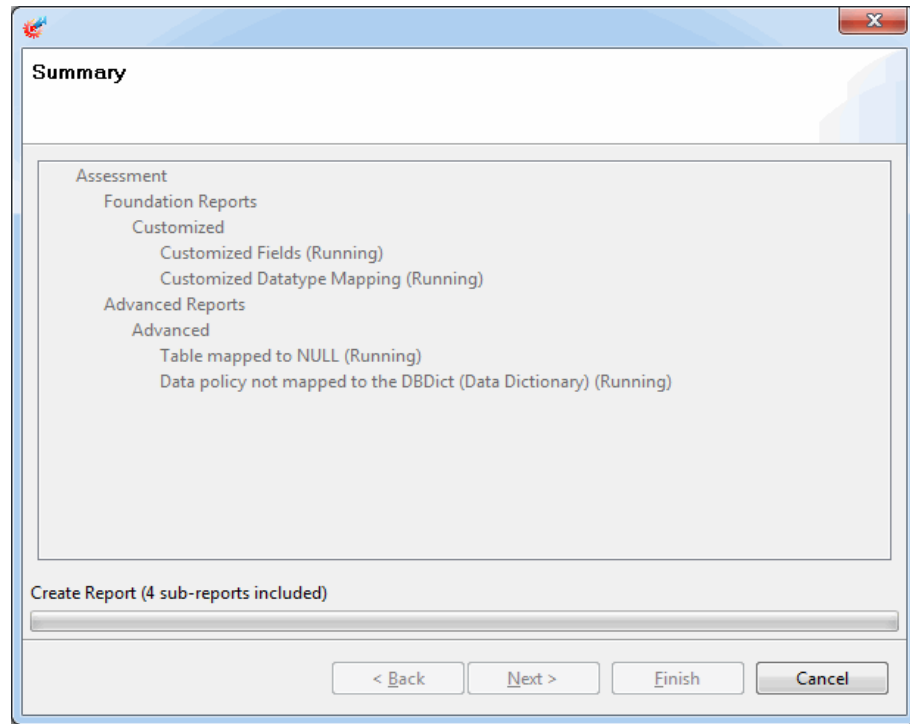 Summary
Assessment
Foundation Reports
Customized
Customized Fields (Running)
Customized Datatype Mapping (Running)
Advanced Reports
Advanced
Table mapped to NULL (Running)
Data policy not mapped to the DBDict (Data Dictionary) (Running)
Create Report (4 sub-reports included)
< Back Next > Finish Cancel